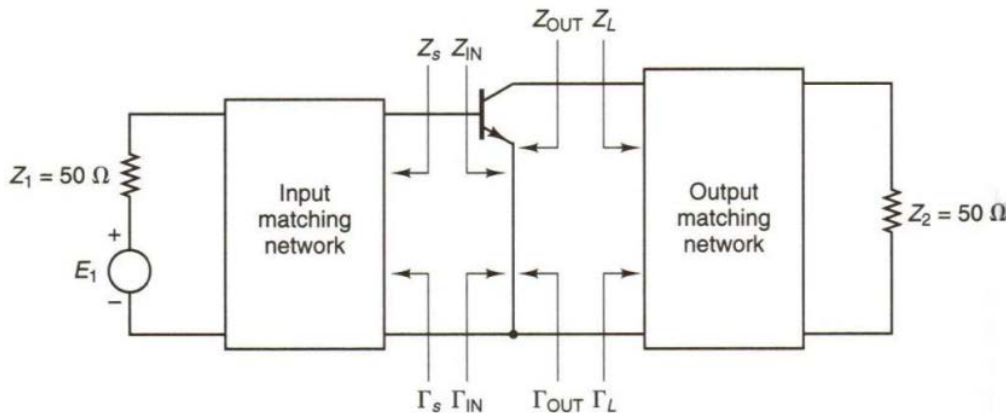 Z_s Z_IN Z_OUT Z_L
Z_1 = 50 Ω
+
E_1
−
Input
matching
network
Output
matching
network
Z_2 = 50 Ω
Γ_s Γ_IN Γ_OUT Γ_L